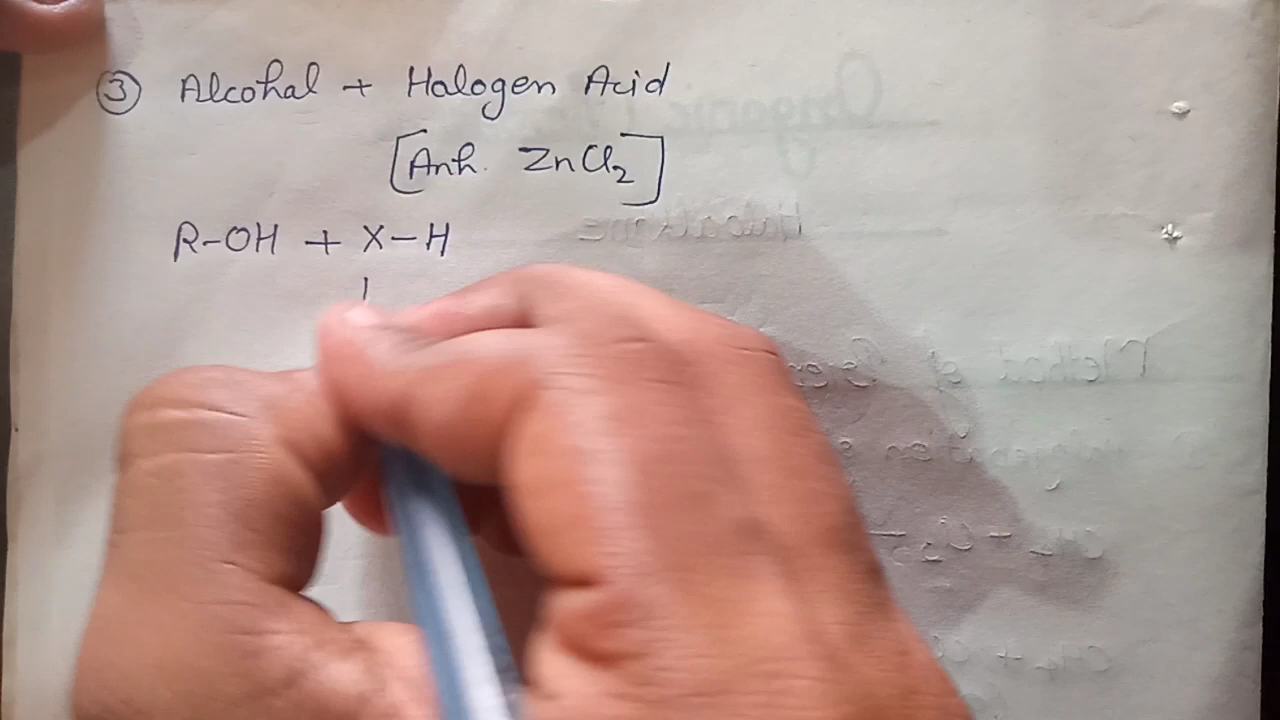 ③ Alcohal + Halogen Acid
[Anh. ZnCl₂]
R-OH + X-H